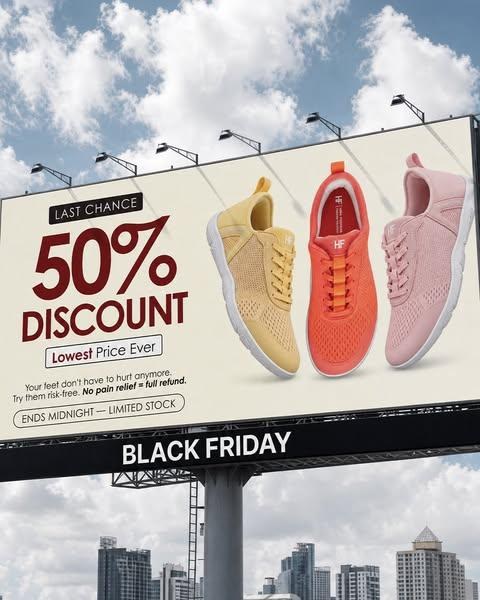 LAST CHANCE
50%
DISCOUNT
Lowest Price Ever
Your feet don't have to hurt anymore.
Try them risk-free. No pain relief = full refund.
ENDS MIDNIGHT — LIMITED STOCK
HF
HF
HF
BLACK FRIDAY